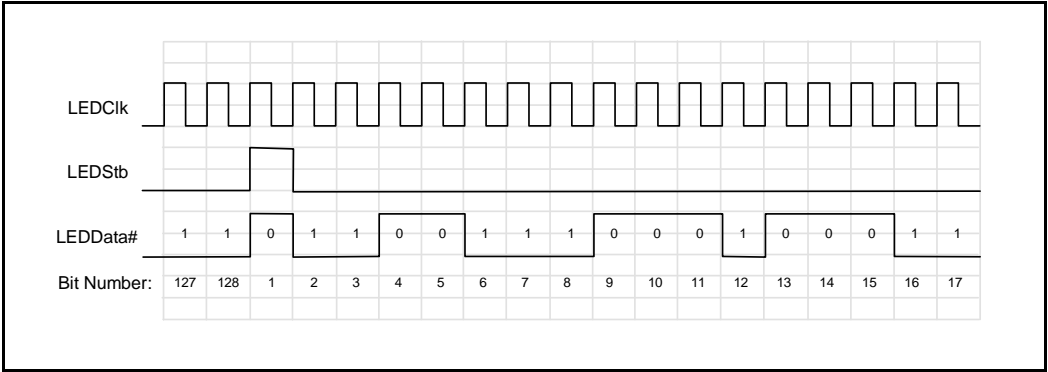 LEDClk
LEDStb
LEDData# 1 1 0 1 1 0 0 1 1 1 0 0 0 1 0 0 0 1 1
Bit Number: 127 128 1 2 3 4 5 6 7 8 9 10 11 12 13 14 15 16 17